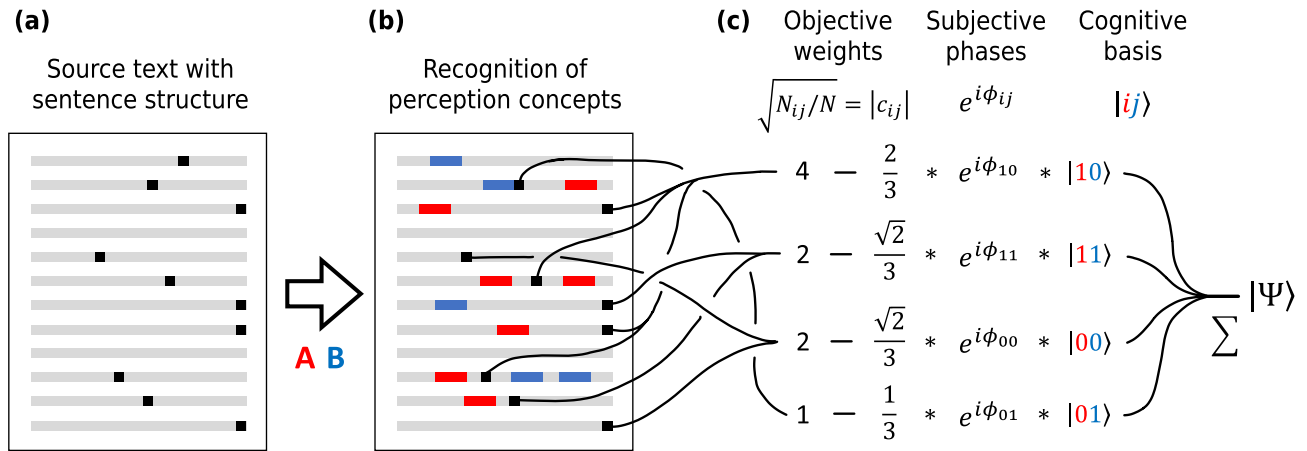 (a)
Source text with
sentence structure
A B
(b)
Recognition of
perception concepts
(c)
Objective
weights
Subjective
phases
Cognitive
basis
√(N_ij/N) = |c_ij|
e^{iϕ_ij}
|ij⟩
4 — 2/3 * e^{iϕ_10} * |10⟩
2 — √2/3 * e^{iϕ_11} * |11⟩
2 — √2/3 * e^{iϕ_00} * |00⟩
1 — 1/3 * e^{iϕ_01} * |01⟩
∑
|Ψ⟩